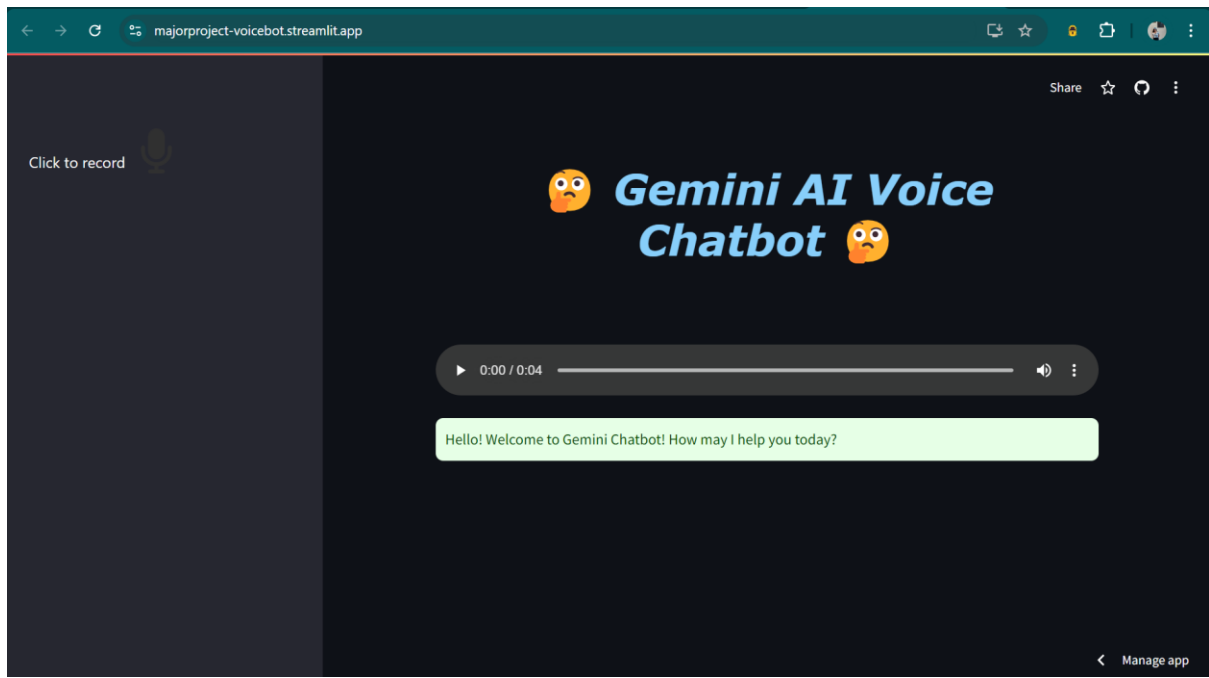 majorproject-voicebot.streamlit.app
Share
Click to record
🤔 Gemini AI Voice
Chatbot 🤔
0:00 / 0:04
Hello! Welcome to Gemini Chatbot! How may I help you today?
Manage app